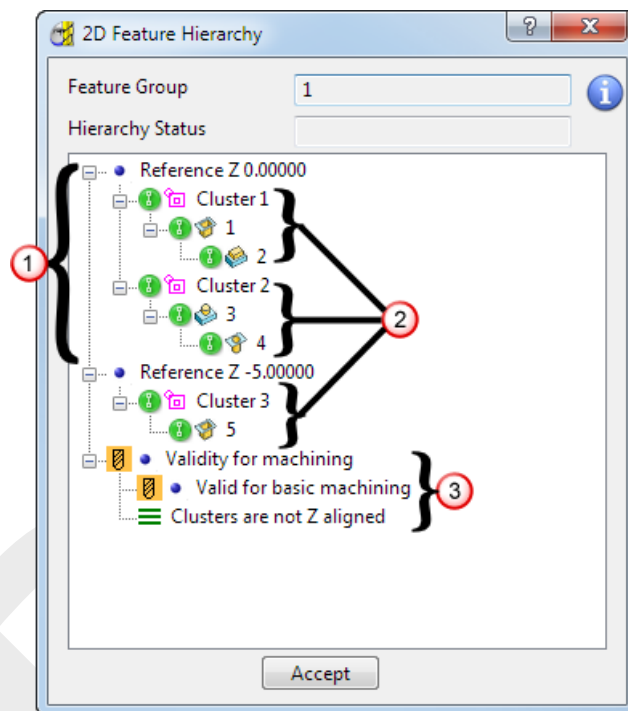 2D Feature Hierarchy ? x
Feature Group 1 i
Hierarchy Status
Reference Z 0.00000
Cluster 1
1
2
Cluster 2
3
4
Reference Z -5.00000
Cluster 3
5
Validity for machining
Valid for basic machining
Clusters are not Z aligned
Accept
1
2
3